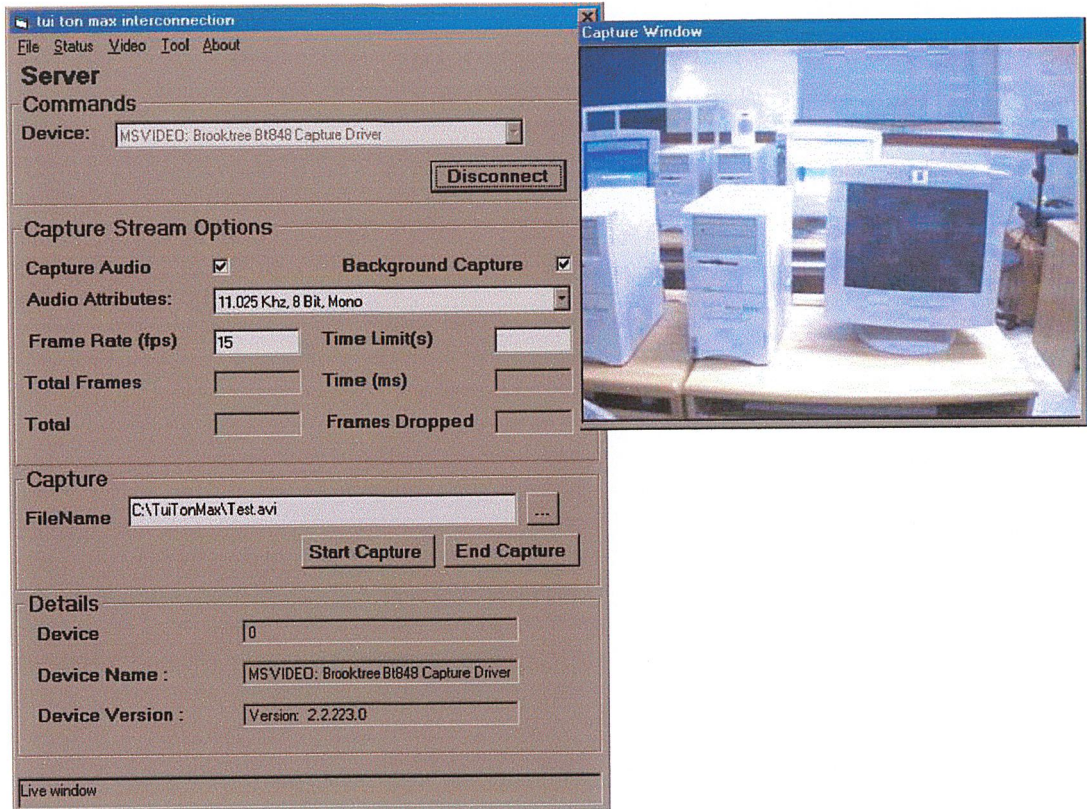 tui ton max interconnection
File Status Video Tool About
Server
Commands
Device: MSVIDEO: Brooktree Bt848 Capture Driver
Disconnect
Capture Stream Options
Capture Audio Background Capture
Audio Attributes: 11.025 Khz, 8 Bit, Mono
Frame Rate (fps) 15 Time Limit(s)
Total Frames Time (ms)
Total Frames Dropped
Capture
FileName C:\TuiTonMax\Test.avi ...
Start Capture End Capture
Details
Device 0
Device Name : MSVIDEO: Brooktree Bt848 Capture Driver
Device Version : Version: 2.2.223.0
Live window
Capture Window